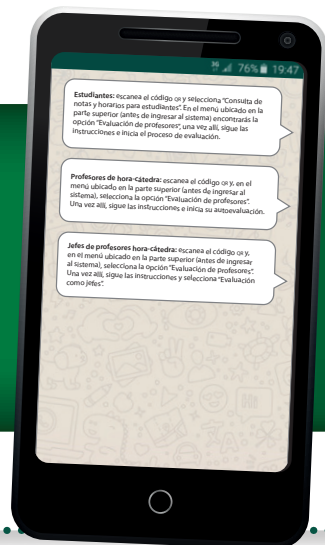 3G 76% 19:47
Estudiantes: escanea el código QR y selecciona "Consulta de
notas y horarios para estudiantes". En el menú ubicado en la
parte superior (antes de ingresar al sistema) encontrarás la
opción "Evaluación de profesores", una vez allí, sigue las
instrucciones e inicia el proceso de evaluación.
Profesores de hora-cátedra: escanea el código QR y, en el
menú ubicado en la parte superior (antes de ingresar al
sistema), selecciona la opción "Evaluación de profesores".
Una vez allí, sigue las instrucciones e inicia su autoevaluación.
Jefes de profesores hora-cátedra: escanea el código QR y,
en el menú ubicado en la parte superior (antes de ingresar
al sistema), selecciona la opción "Evaluación de profesores".
Una vez allí, sigue las instrucciones y selecciona "Evaluación
como jefes".